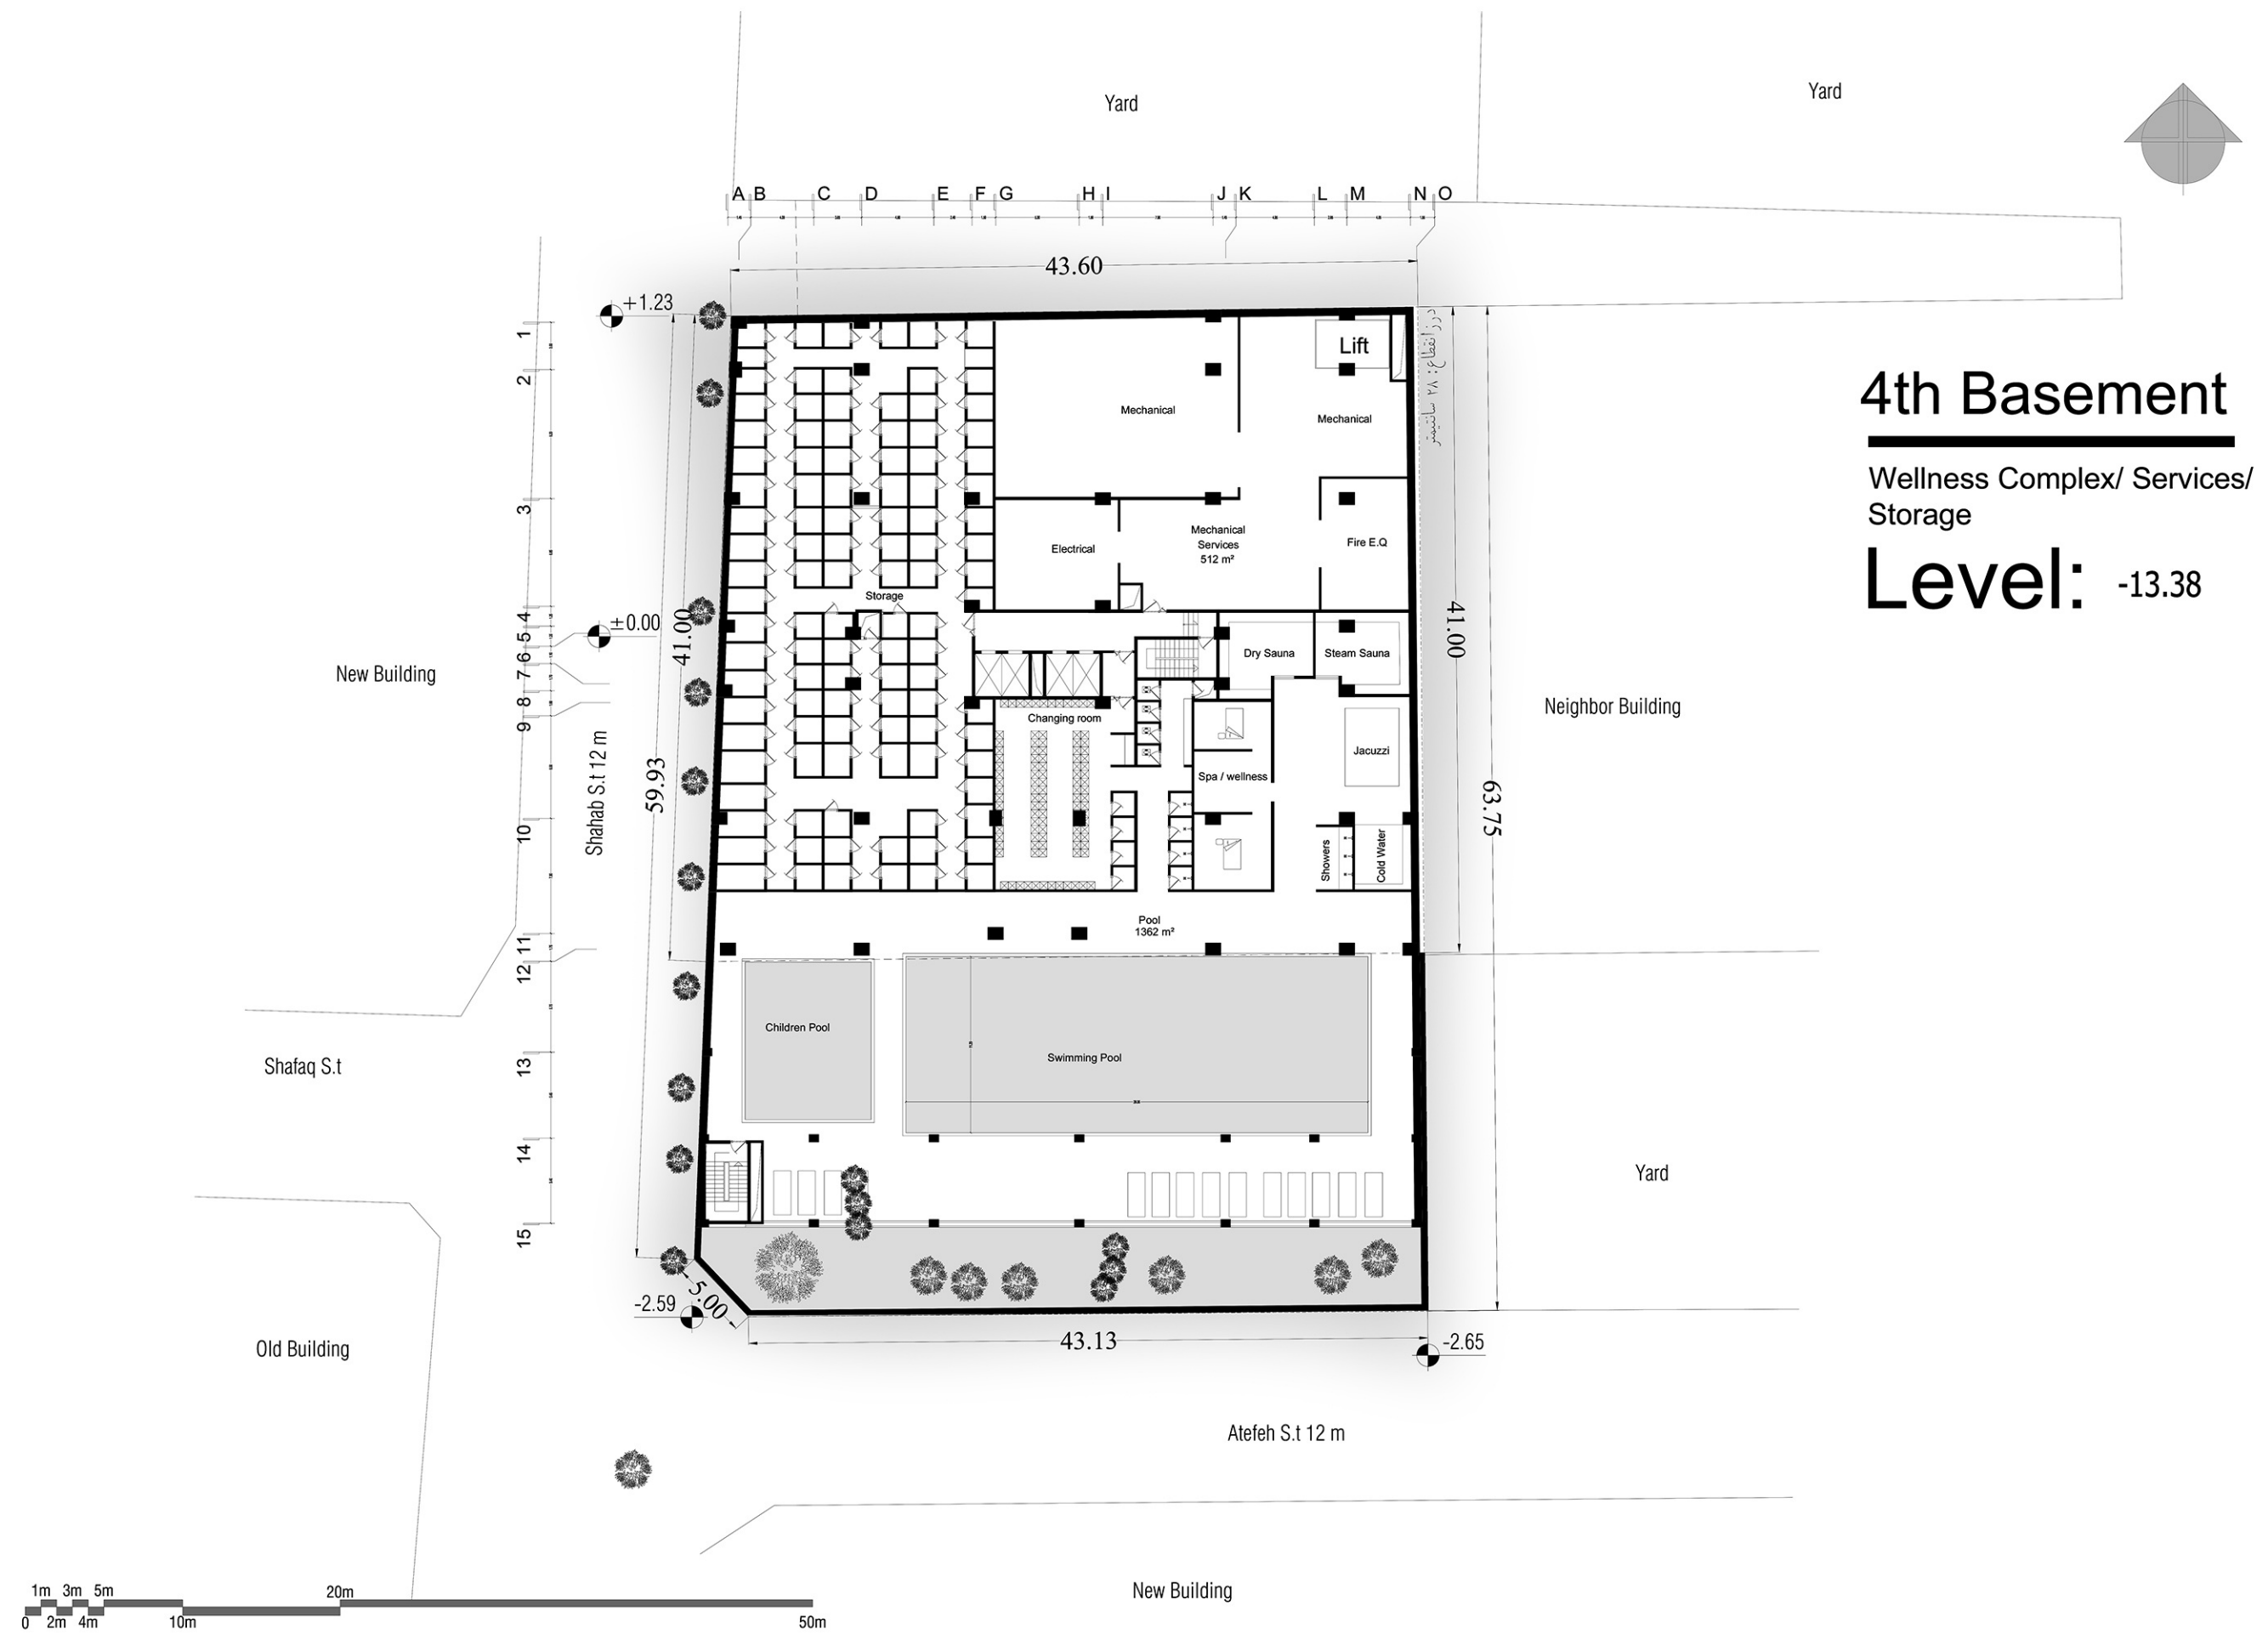 Yard
Yard
A B C D E F G H I J K L M N O
43.60
+1.23
1
2
3
4
5
6
7
8
9
10
11
12
13
14
15
درز انقطاع: ۲۸ سانتیمتر
Lift
Mechanical
Mechanical
4th Basement
Wellness Complex/ Services/
Storage
Level: -13.38
Electrical
Mechanical
Services
512 m²
Fire E.Q
Storage
±0.00
41.00
41.00
Dry Sauna
Steam Sauna
New Building
Neighbor Building
Changing room
Jacuzzi
Spa / wellness
Shahab S.t 12 m
59.93
63.75
Showers
Cold Water
Pool
1362 m²
Children Pool
Swimming Pool
Shafaq S.t
Yard
5.00
-2.59
43.13
-2.65
Old Building
Atefeh S.t 12 m
New Building
1m 3m 5m 20m
0 2m 4m 10m 50m